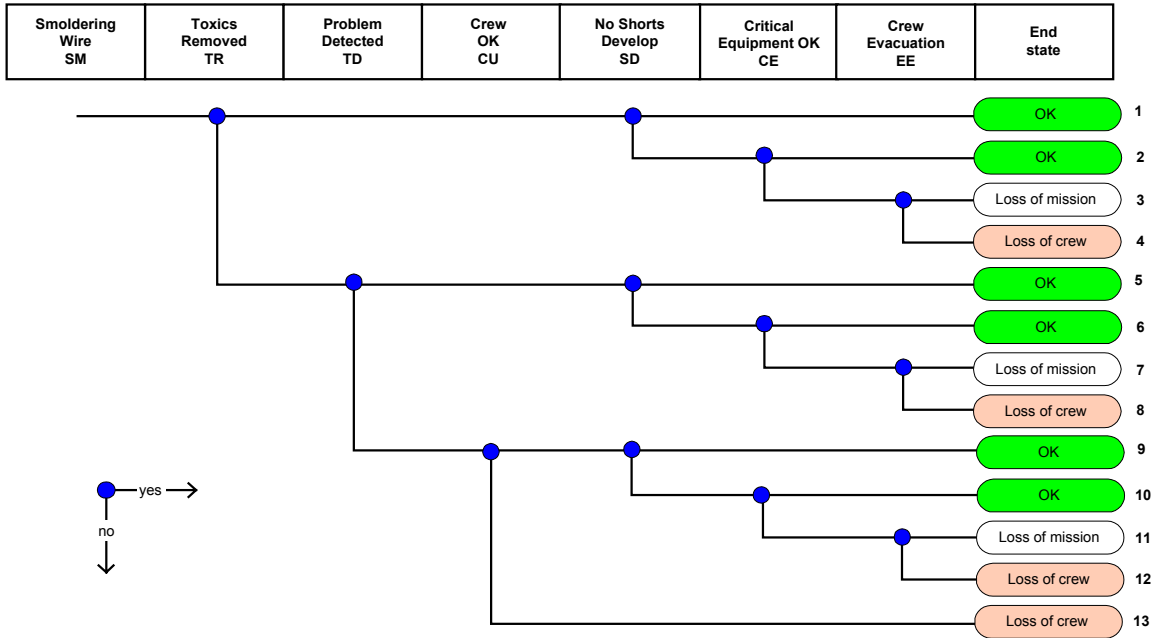 Smoldering
Wire
SM
Toxics
Removed
TR
Problem
Detected
TD
Crew
OK
CU
No Shorts
Develop
SD
Critical
Equipment OK
CE
Crew
Evacuation
EE
End
state
OK 1
OK 2
Loss of mission 3
Loss of crew 4
OK 5
OK 6
Loss of mission 7
Loss of crew 8
OK 9
yes
OK 10
no
Loss of mission 11
Loss of crew 12
Loss of crew 13